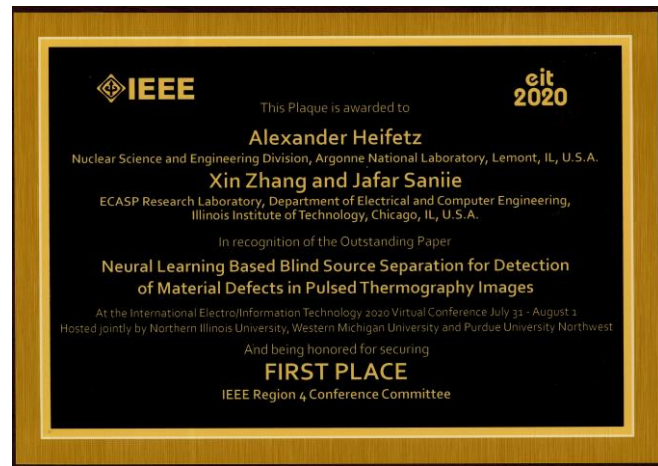 IEEE
eit
2020
This Plaque is awarded to
Alexander Heifetz
Nuclear Science and Engineering Division, Argonne National Laboratory, Lemont, IL, U.S.A.
Xin Zhang and Jafar Saniie
ECASP Research Laboratory, Department of Electrical and Computer Engineering,
Illinois Institute of Technology, Chicago, IL, U.S.A.
In recognition of the Outstanding Paper
Neural Learning Based Blind Source Separation for Detection
of Material Defects in Pulsed Thermography Images
At the International Electro/Information Technology 2020 Virtual Conference July 31 - August 1
Hosted jointly by Northern Illinois University, Western Michigan University and Purdue University Northwest
And being honored for securing
FIRST PLACE
IEEE Region 4 Conference Committee